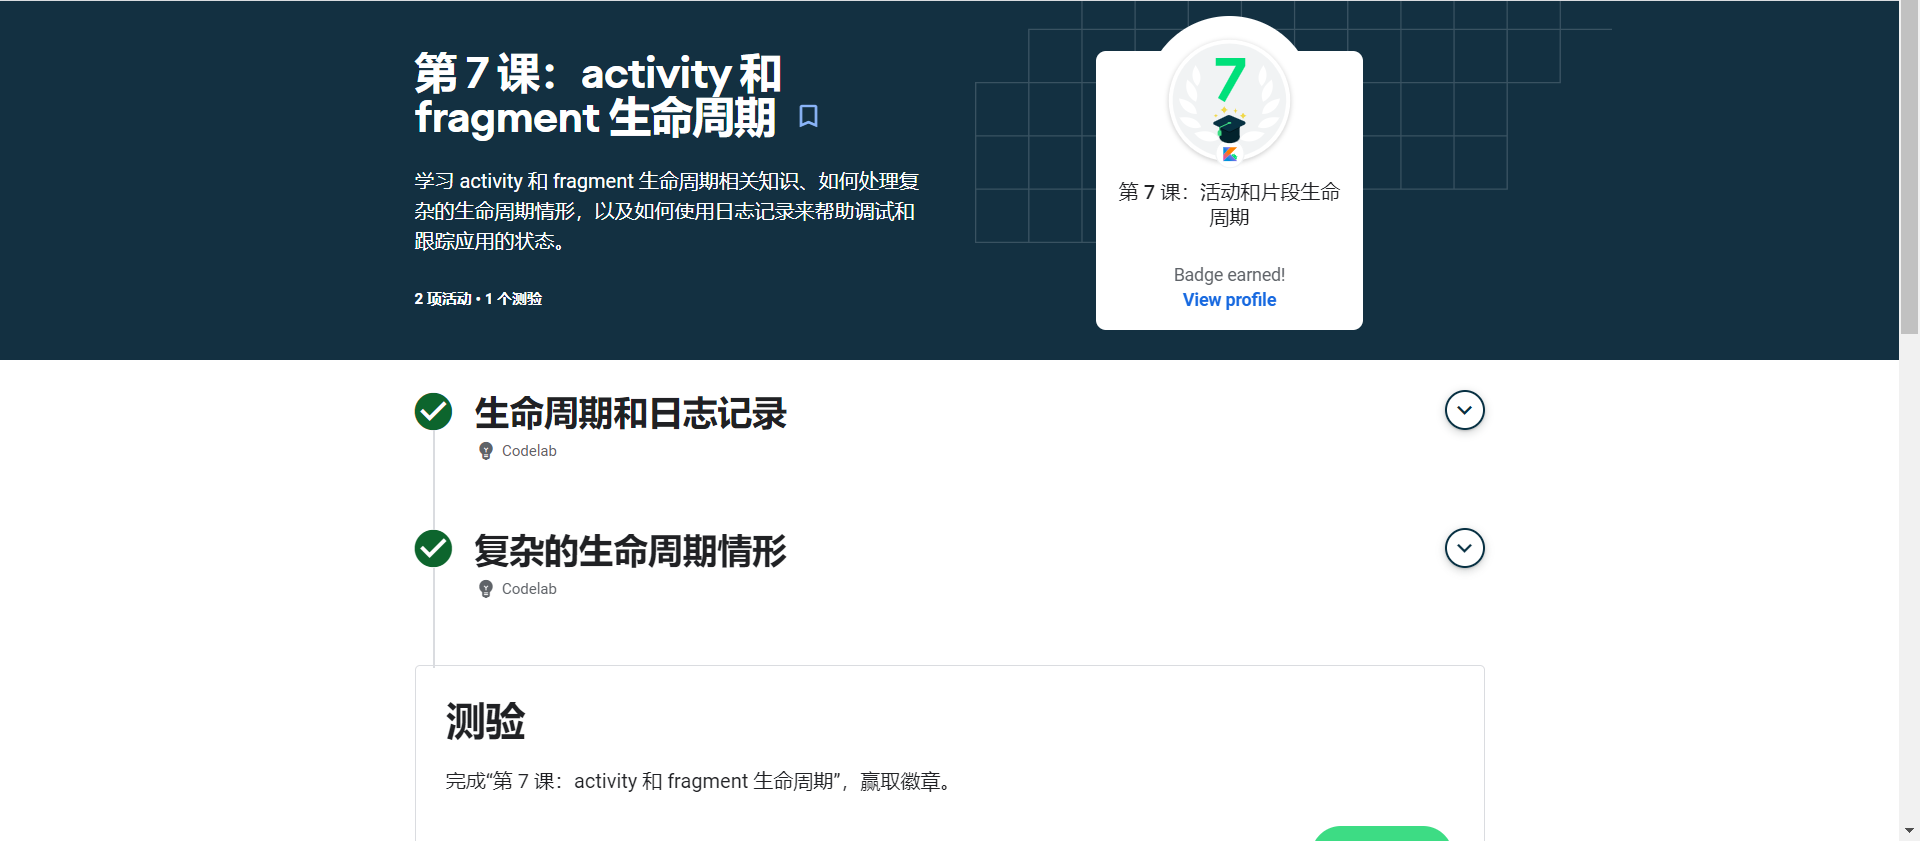 第 7 课：activity 和
fragment 生命周期
学习 activity 和 fragment 生命周期相关知识、如何处理复
杂的生命周期情形，以及如何使用日志记录来帮助调试和
跟踪应用的状态。
2 项活动 • 1 个测验
7
第 7 课：活动和片段生命
周期
Badge earned!
View profile
生命周期和日志记录
Codelab
复杂的生命周期情形
Codelab
测验
完成“第 7 课：activity 和 fragment 生命周期”，赢取徽章。